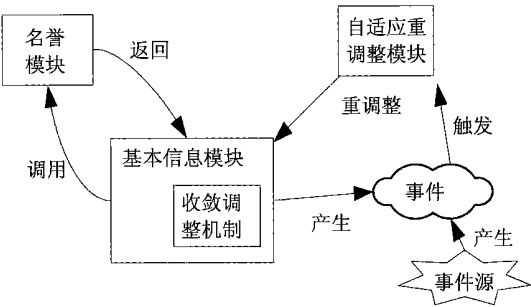 名誉
模块
返回
自适应重
调整模块
重调整
调用
触发
基本信息模块
收敛调
整机制
产生
事件
产生
事件源